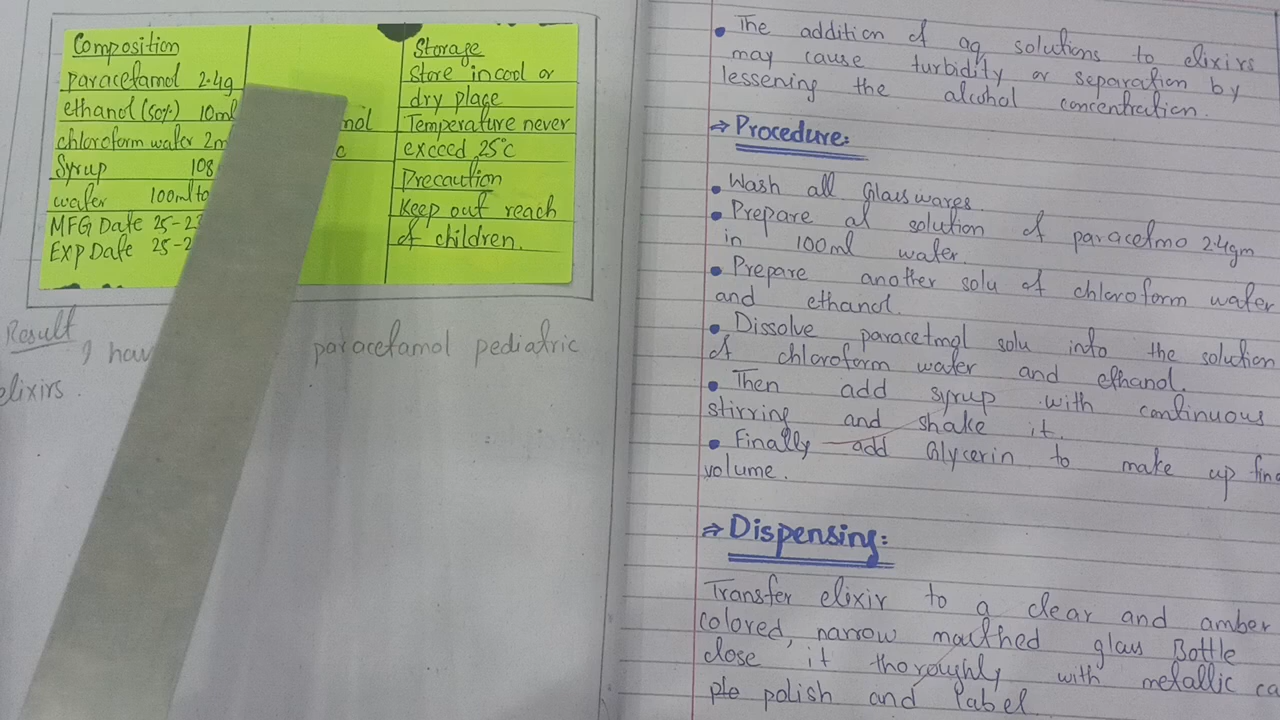 Composition
paracetamol 2.4g
ethanol (50%) 10ml
chloroform water 2m
Syrup 108
water 100ml to
MFG Date 25-23
EXP Date 25-2
nol
c
Storage
Store in cool or
dry place
Temperature never
exceed 25°c
Precaution
Keep out reach
of children.
Result
I hav paracetamol pediatric
elixirs.
• The addition of aq solutions to elixirs
may cause turbidity or separation by
lessening the alcohol concentration.
⇒ Procedure:
• Wash all Glasswares.
• Prepare al solution of paracetmo 2.4gm
in 100ml water.
• Prepare another solu of chloroform water
and ethanol.
• Dissolve paracetmol solu into the solution
of chloroform water and ethanol.
• Then add syrup with continuous
stirring and shake it.
• Finally add Glycerin to make up fina
volume.
⇒ Dispensing:
Transfer elixir to a clear and amber
colored, narrow mouthed glass Bottle
close it thoroughly with metallic ca
ple polish and label